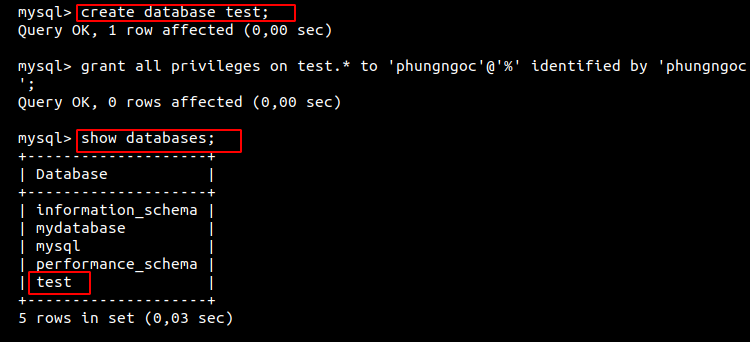 mysql> create database test;
Query OK, 1 row affected (0,00 sec)
mysql> grant all privileges on test.* to 'phungngoc'@'%' identified by 'phungngoc
';
Query OK, 0 rows affected (0,00 sec)
mysql> show databases;
+--------------------+
| Database           |
+--------------------+
| information_schema |
| mydatabase         |
| mysql              |
| performance_schema |
| test               |
+--------------------+
5 rows in set (0,03 sec)